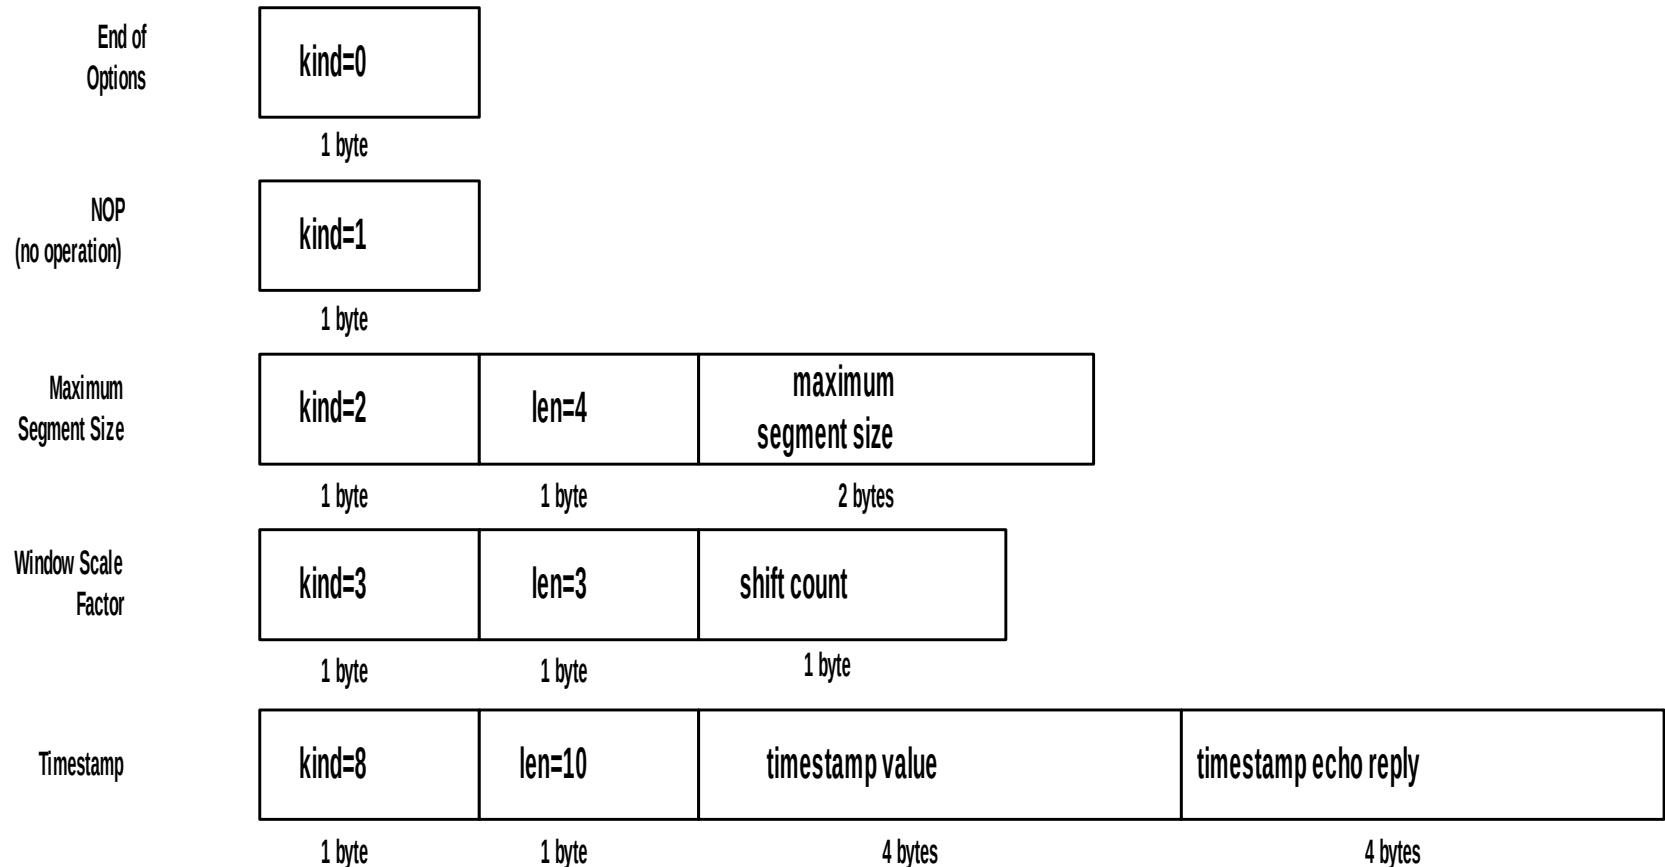 End of
Options
kind=0
1 byte
NOP
(no operation)
kind=1
1 byte
Maximum
Segment Size
kind=2
len=4
maximum
segment size
1 byte
1 byte
2 bytes
Window Scale
Factor
kind=3
len=3
shift count
1 byte
1 byte
1 byte
Timestamp
kind=8
len=10
timestamp value
timestamp echo reply
1 byte
1 byte
4 bytes
4 bytes